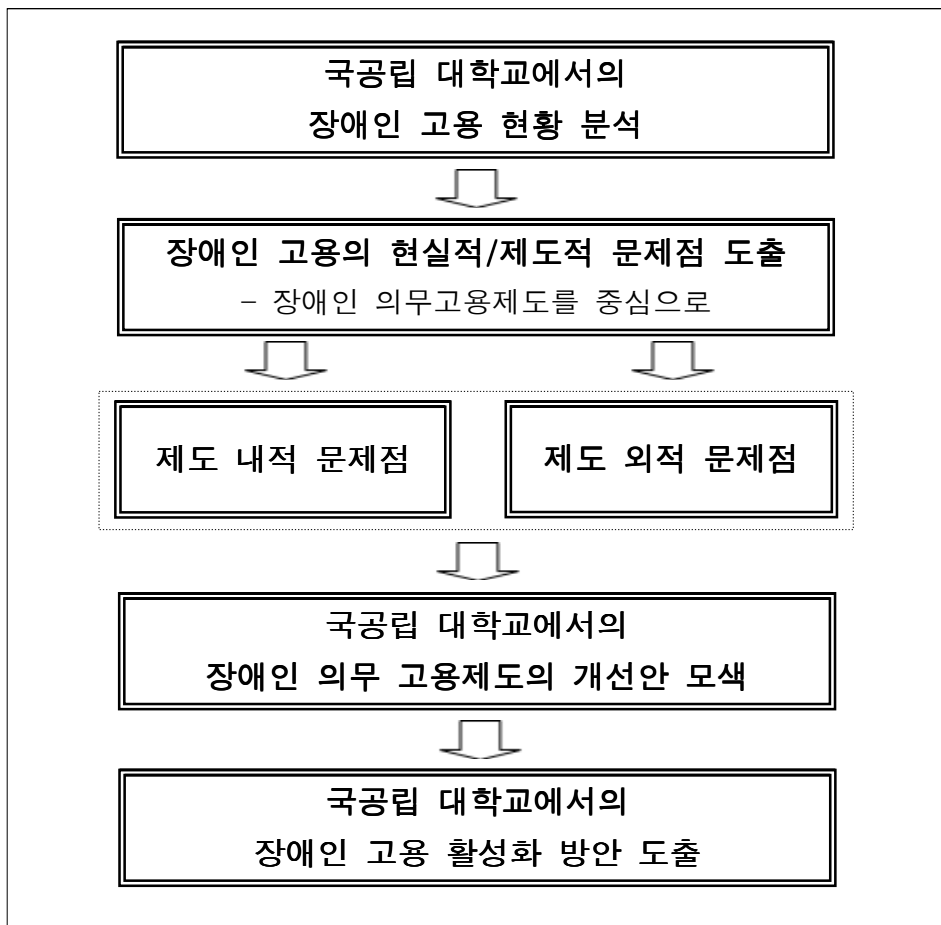 국공립 대학교에서의
장애인 고용 현황 분석
장애인 고용의 현실적/제도적 문제점 도출
– 장애인 의무고용제도를 중심으로
제도 내적 문제점
제도 외적 문제점
국공립 대학교에서의
장애인 의무 고용제도의 개선안 모색
국공립 대학교에서의
장애인 고용 활성화 방안 도출